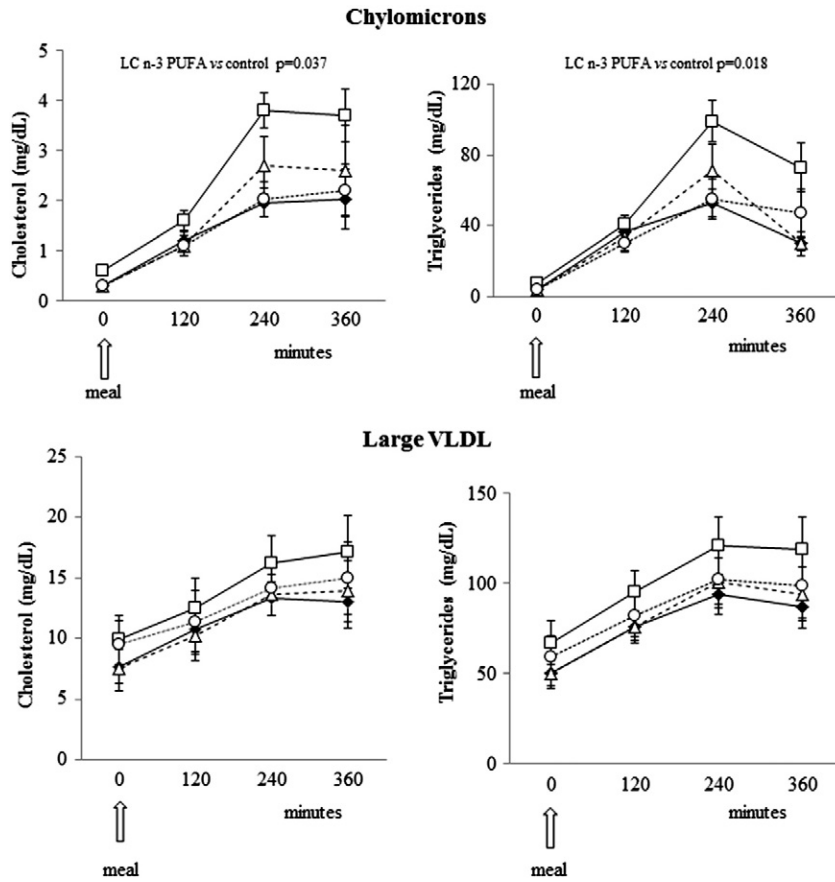 Chylomicrons
LC n-3 PUFA vs control p=0.037
Cholesterol (mg/dL)
5
4
3
2
1
0
0 120 240 360
minutes
meal
LC n-3 PUFA vs control p=0.018
Triglycerides (mg/dL)
120
80
40
0
0 120 240 360
minutes
meal
Large VLDL
Cholesterol (mg/dL)
25
20
15
10
5
0
0 120 240 360
minutes
meal
Triglycerides (mg/dL)
150
100
50
0
0 120 240 360
minutes
meal